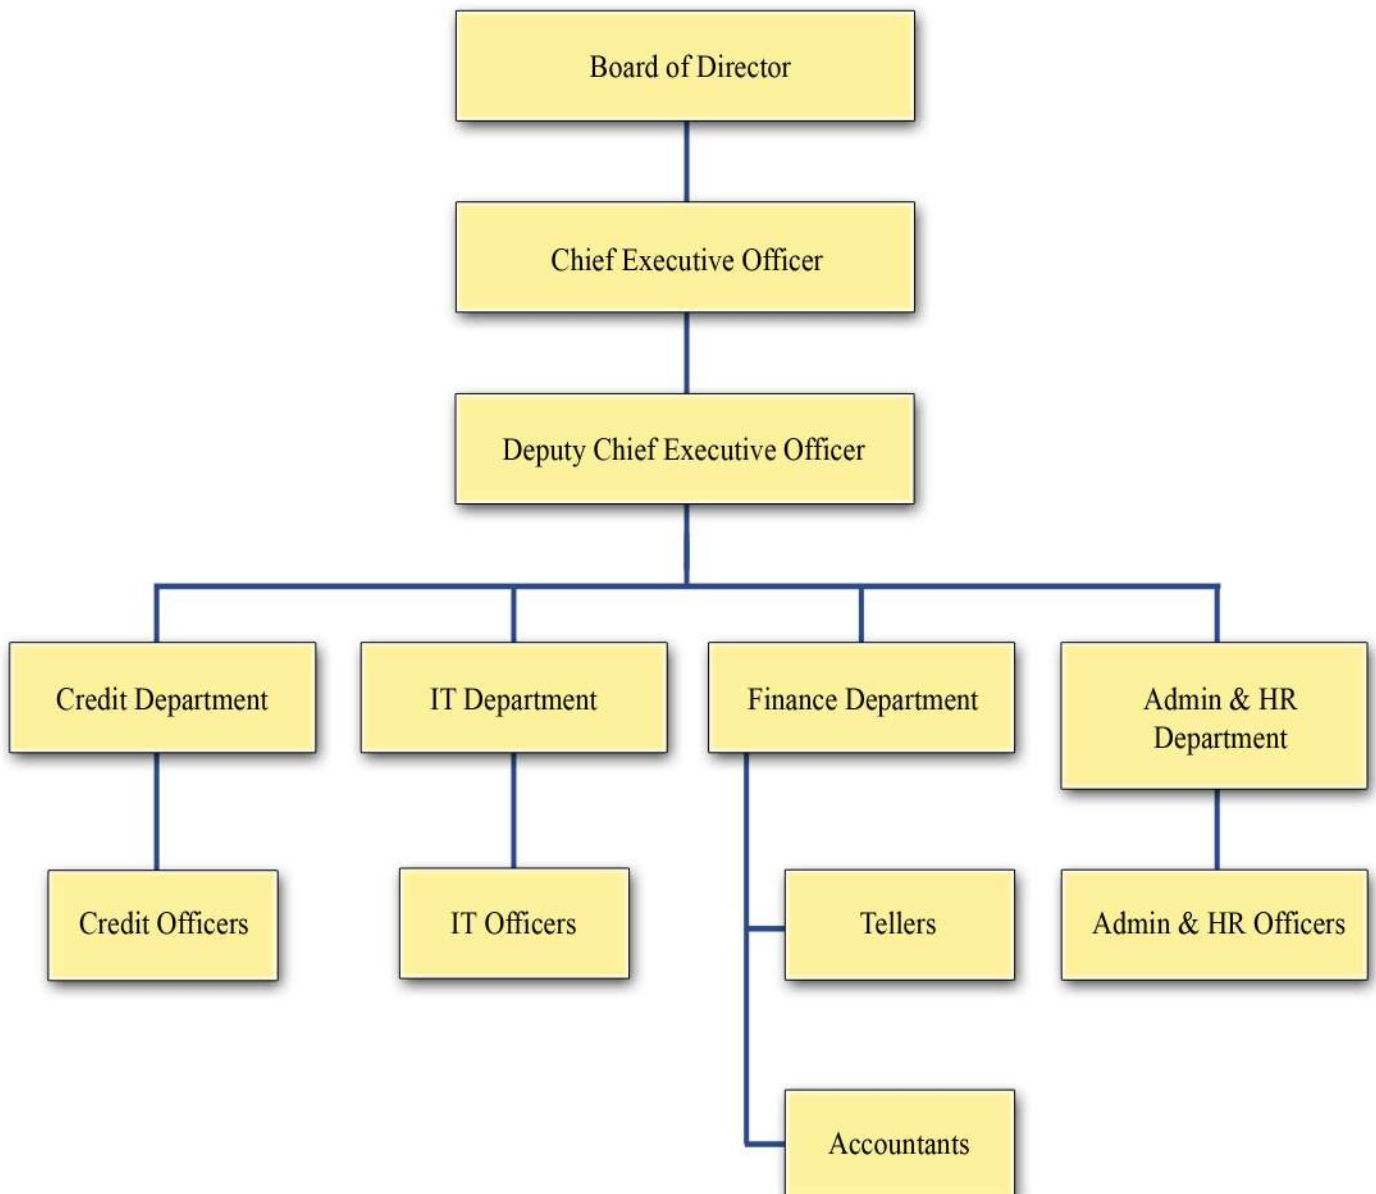 Board of Director
Chief Executive Officer
Deputy Chief Executive Officer
Credit Department
IT Department
Finance Department
Admin & HR
Department
Credit Officers
IT Officers
Tellers
Admin & HR Officers
Accountants